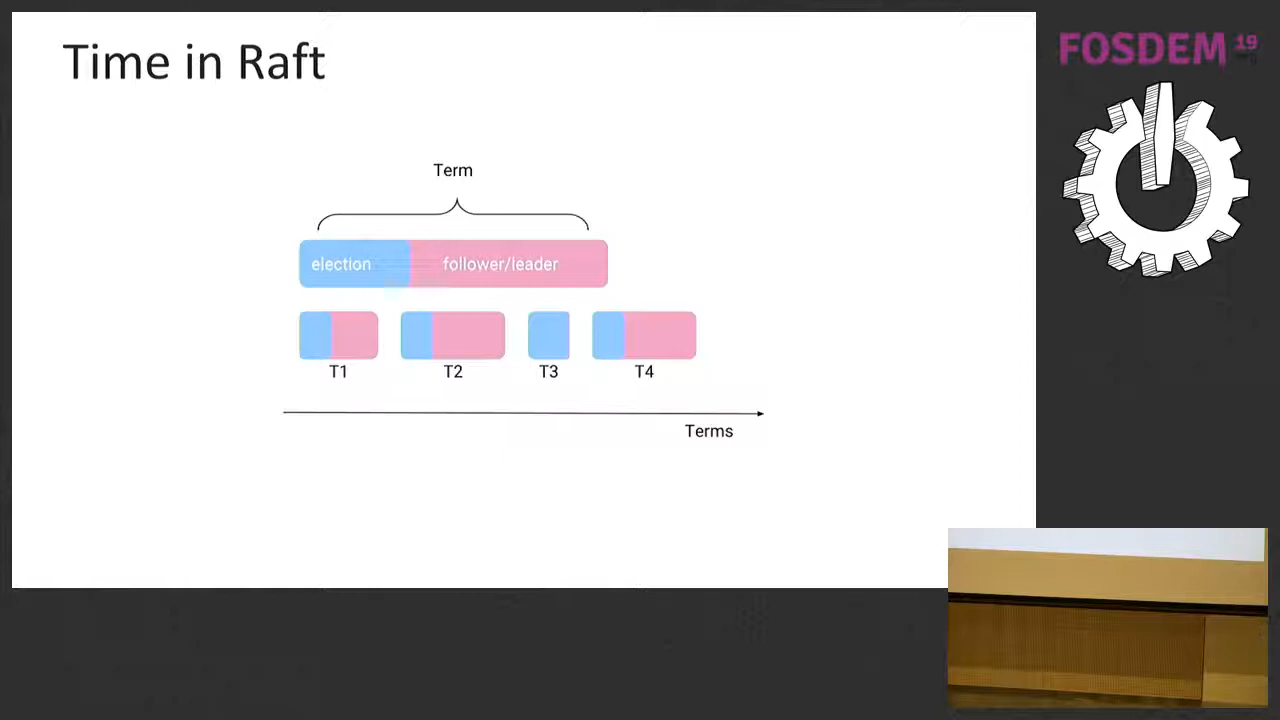 Time in Raft
FOSDEM 19
Term
election
follower/leader
T1
T2
T3
T4
Terms